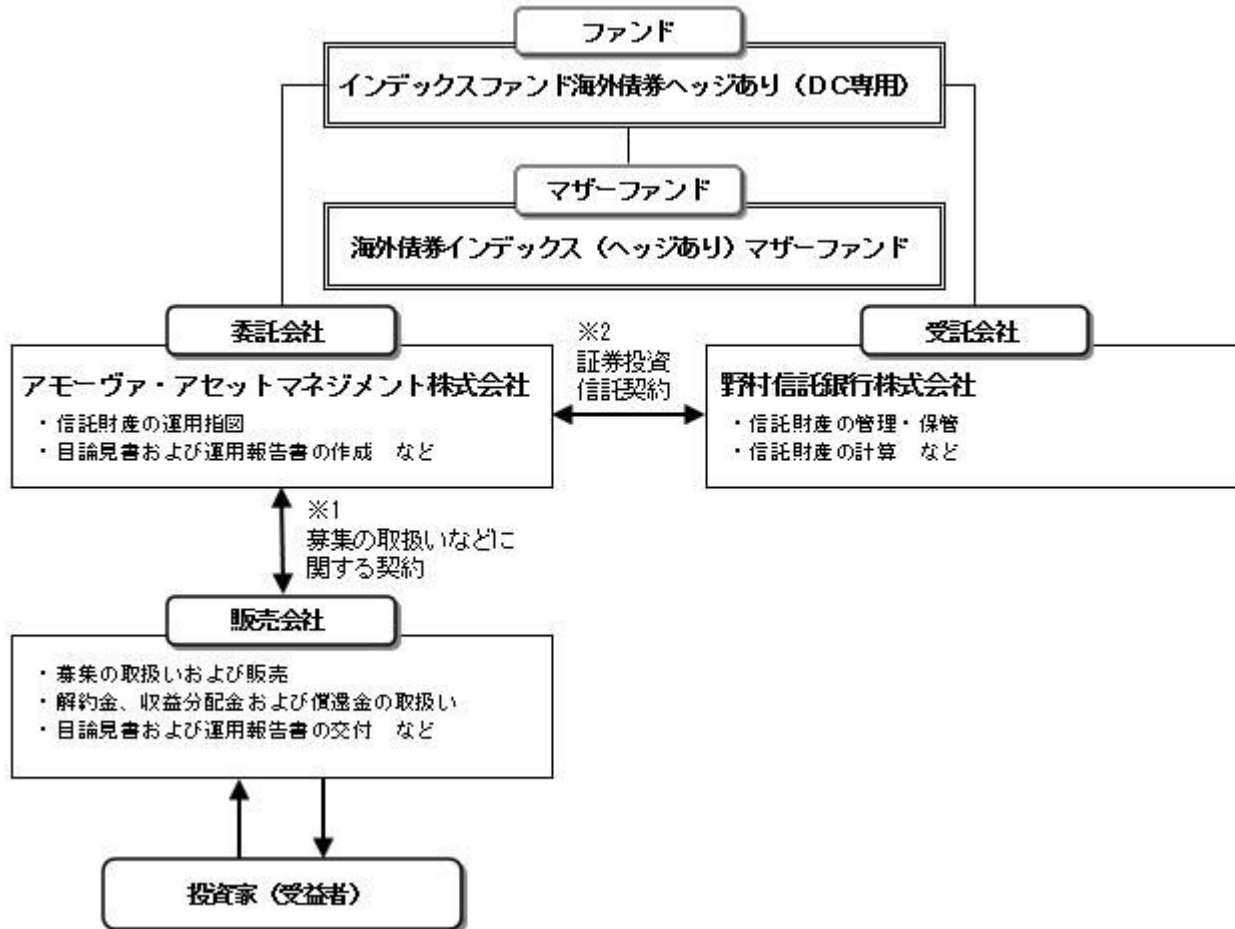 ファンド
インデックスファンド海外債券ヘッジあり（ＤＣ専用）
マザーファンド
海外債券インデックス（ヘッジあり）マザーファンド
委託会社
アモーヴァ・アセットマネジメント株式会社
・信託財産の運用指図
・目論見書および運用報告書の作成　など
※2
証券投資
信託契約
受託会社
野村信託銀行株式会社
・信託財産の管理・保管
・信託財産の計算　など
※1
募集の取扱いなどに
関する契約
販売会社
・募集の取扱いおよび販売
・解約金、収益分配金および償還金の取扱い
・目論見書および運用報告書の交付　など
投資家（受益者）